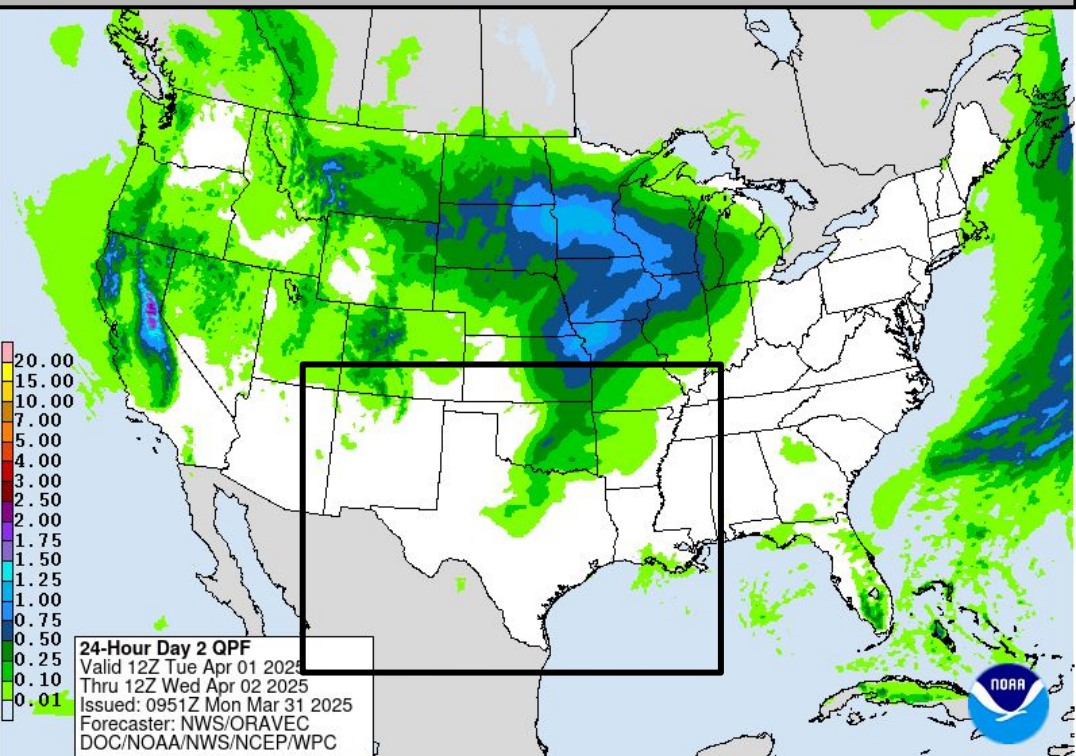 20.00
15.00
10.00
7.00
5.00
4.00
3.00
2.50
2.00
1.75
1.50
1.25
1.00
0.75
0.50
0.25
0.10
0.01
24-Hour Day 2 QPF
Valid 12Z Tue Apr 01 2025
Thru 12Z Wed Apr 02 2025
Issued: 0951Z Mon Mar 31 2025
Forecaster: NWS/ORAVEC
DOC/NOAA/NWS/NCEP/WPC
NOAA